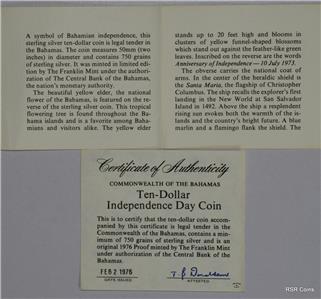 A symbol of Bahamian independence, this
sterling silver ten-dollar coin is legal tender in
the Bahamas. The coin measures 50mm (two
inches) in diameter and contains 750 grains
of sterling silver. It was minted in limited edi-
tion by The Franklin Mint under the author-
ization of The Central Bank of the Bahamas,
the nation's monetary authority.
The beautiful yellow elder, the national
flower of the Bahamas, is featured on the re-
verse of the sterling silver coin. This tropical
flowering tree is found throughout the Ba-
hama islands and is a favorite among Baha-
mians and visitors alike. The yellow elder
stands up to 20 feet high and blooms in
clusters of yellow funnel-shaped blossoms
which stand out against the feather-like green
leaves. Inscribed on the reverse are the words
Anniversary of Independence—10 July 1973.
The obverse carries the national coat of
arms. In the center of the heraldic shield is
the Santa Maria, the flagship of Christopher
Columbus. The ship recalls the explorer's first
landing in the New World at San Salvador
Island in 1492. Above the ship a resplendent
rising sun evokes both the warmth of the is-
lands and the country's bright future. A blue
marlin and a flamingo flank the shield. The
Certificate of Authenticity
COMMONWEALTH OF THE BAHAMAS
Ten-Dollar
Independence Day Coin
This is to certify that the ten-dollar coin accompa-
nied by this certificate is legal tender in the
Commonwealth of the Bahamas, contains a mini-
mum of 750 grains of sterling silver and is an
original 1976 Proof minted by The Franklin Mint
under authorization of the Central Bank of the
Bahamas.
FEB 2 1976
DATE ISSUED
ATTESTED
RSR Coins